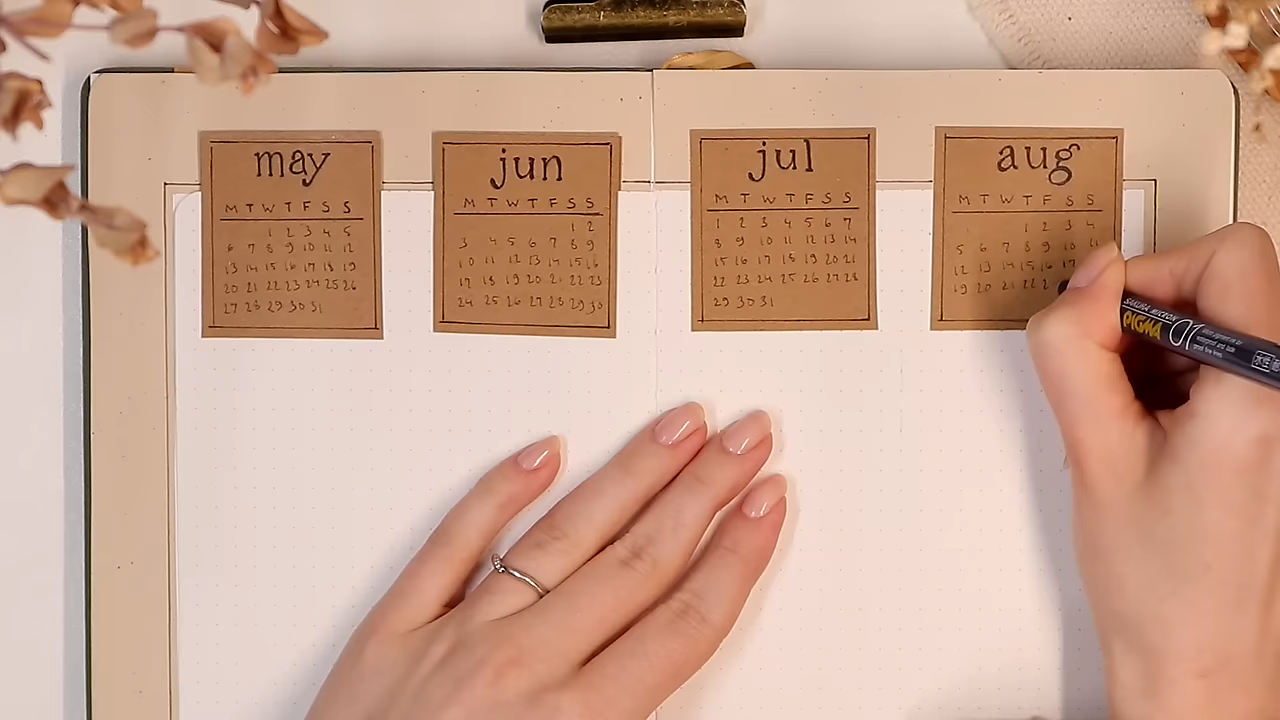 may
M T W T F S S
1 2 3 4 5
6 7 8 9 10 11 12
13 14 15 16 17 18 19
20 21 22 23 24 25 26
27 28 29 30 31
jun
M T W T F S S
1 2
3 4 5 6 7 8 9
10 11 12 13 14 15 16
17 18 19 20 21 22 23
24 25 26 27 28 29 30
jul
M T W T F S S
1 2 3 4 5 6 7
8 9 10 11 12 13 14
15 16 17 18 19 20 21
22 23 24 25 26 27 28
29 30 31
aug
M T W T F S S
1 2 3 4
5 6 7 8 9 10
12 13 14 15 16 17
19 20 21 22
SAKURA MICRON
PIGMA 01